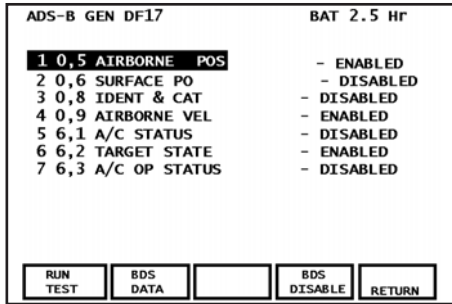 ADS-B GEN DF17 BAT 2.5 Hr
1 0,5 AIRBORNE POS - ENABLED
2 0,6 SURFACE PO - DISABLED
3 0,8 IDENT & CAT - DISABLED
4 0,9 AIRBORNE VEL - ENABLED
5 6,1 A/C STATUS - DISABLED
6 6,2 TARGET STATE - ENABLED
7 6,3 A/C OP STATUS - DISABLED
RUN TEST BDS DATA BDS DISABLE RETURN